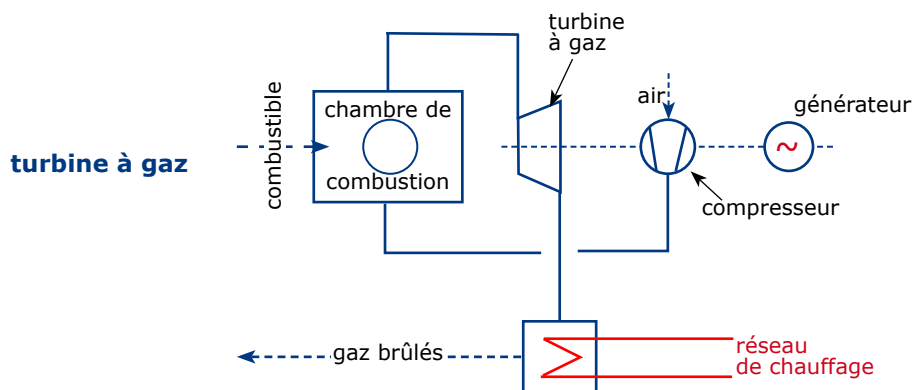 turbine à gaz
combustible
chambre de
combustion
turbine
à gaz
air
compresseur
générateur
~
gaz brûlés
réseau
de chauffage